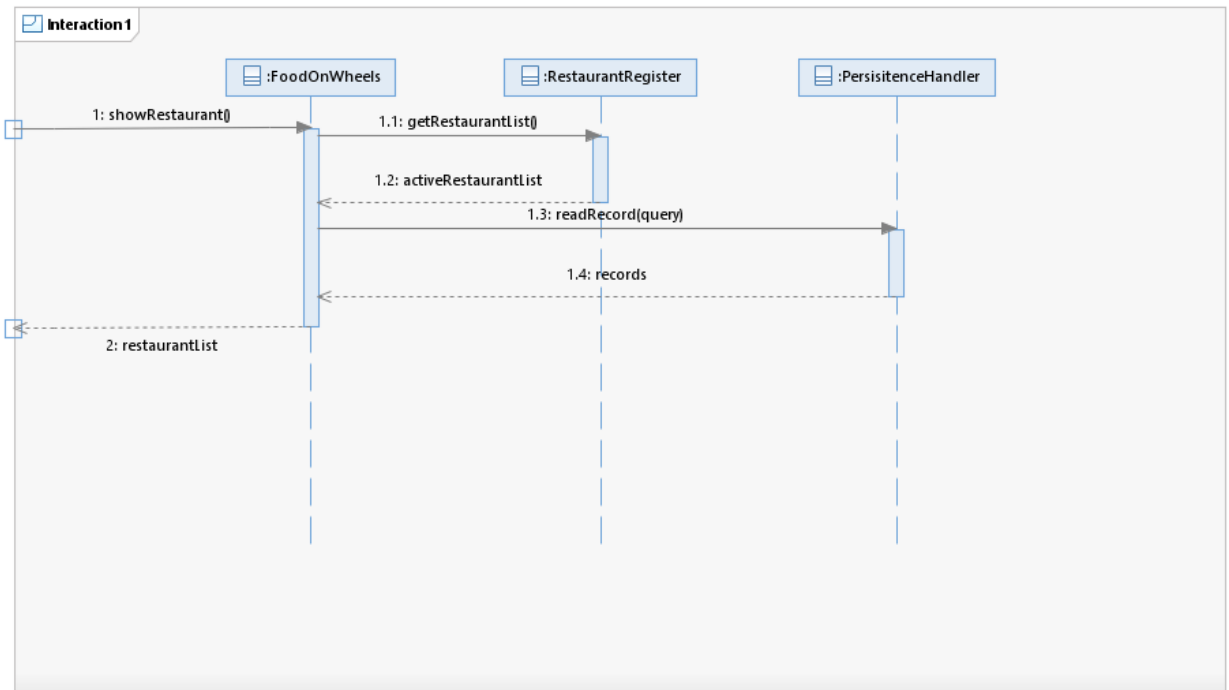 Interaction1
:FoodOnWheels
:RestaurantRegister
:PersisitenceHandler
1: showRestaurant()
1.1: getRestaurantList()
1.2: activeRestaurantList
1.3: readRecord(query)
1.4: records
2: restaurantList